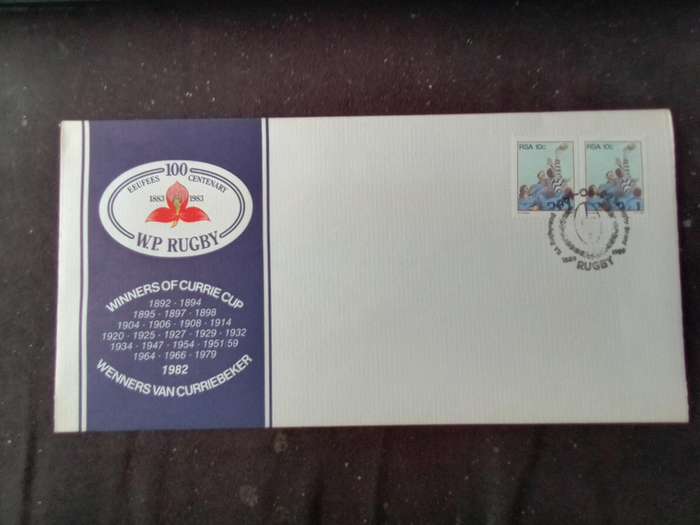 100
EEUFEES CENTENARY
1883 1983
W.P. RUGBY
WINNERS OF CURRIE CUP
1892 - 1894
1895 - 1897 - 1898
1904 - 1906 - 1908 - 1914
1920 - 1925 - 1927 - 1929 - 1932
1934 - 1947 - 1954 - 1951:59
1964 - 1966 - 1979
1982
WENNERS VAN CURRIEBEKER
RSA 10c
RSA 10c
RUGBY